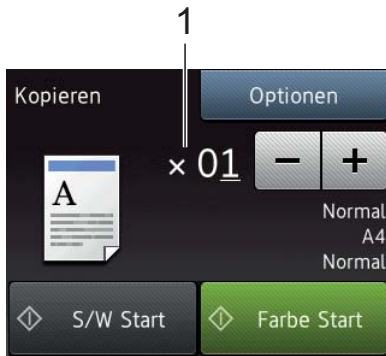 1
Kopieren
Optionen
× 01
− +
A
Normal
A4
Normal
S/W Start
Farbe Start